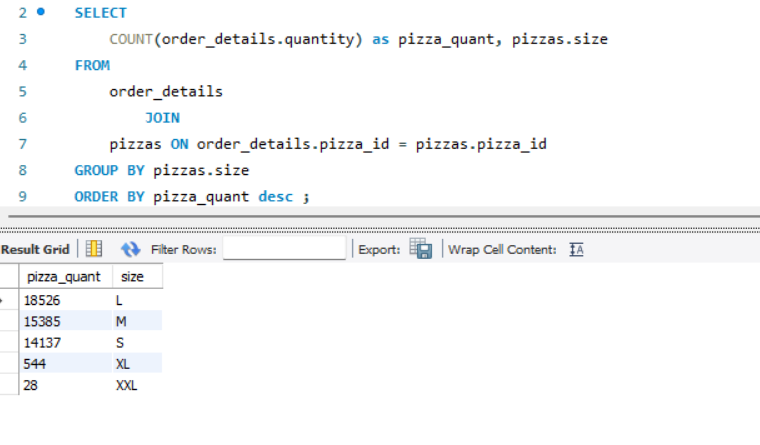 2 SELECT
3 COUNT(order_details.quantity) as pizza_quant, pizzas.size
4 FROM
5 order_details
6 JOIN
7 pizzas ON order_details.pizza_id = pizzas.pizza_id
8 GROUP BY pizzas.size
9 ORDER BY pizza_quant desc ;
Result Grid Filter Rows: Export: Wrap Cell Content: IA
pizza_quant size
18526 L
15385 M
14137 S
544 XL
28 XXL